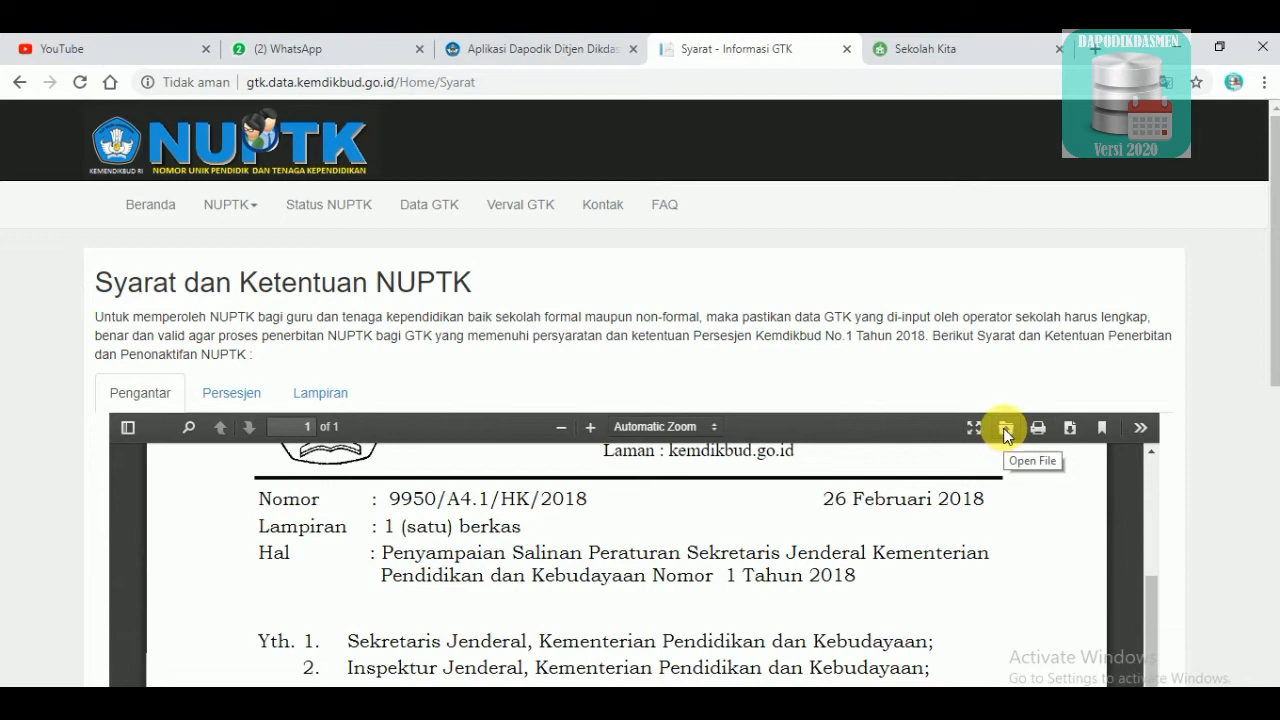 YouTube
(2) WhatsApp
Aplikasi Dapodik Ditjen Dikdas
Syarat - Informasi GTK
Sekolah Kita
DAPODIKDASMEN
Versi 2020
Tidak aman
gtk.data.kemdikbud.go.id/Home/Syarat
KEMENDIKBUD RI
NUPTK
NOMOR UNIK PENDIDIK DAN TENAGA KEPENDIDIKAN
Beranda NUPTK Status NUPTK Data GTK Verval GTK Kontak FAQ
Syarat dan Ketentuan NUPTK
Untuk memperoleh NUPTK bagi guru dan tenaga kependidikan baik sekolah formal maupun non-formal, maka pastikan data GTK yang di-input oleh operator sekolah harus lengkap,
benar dan valid agar proses penerbitan NUPTK bagi GTK yang memenuhi persyaratan dan ketentuan Persesjen Kemdikbud No.1 Tahun 2018. Berikut Syarat dan Ketentuan Penerbitan
dan Penonaktifan NUPTK :
Pengantar Persesjen Lampiran
1 of 1 Automatic Zoom
Open File
Laman : kemdikbud.go.id
Nomor : 9950/A4.1/HK/2018 26 Februari 2018
Lampiran : 1 (satu) berkas
Hal : Penyampaian Salinan Peraturan Sekretaris Jenderal Kementerian
Pendidikan dan Kebudayaan Nomor 1 Tahun 2018
Yth. 1. Sekretaris Jenderal, Kementerian Pendidikan dan Kebudayaan;
2. Inspektur Jenderal, Kementerian Pendidikan dan Kebudayaan;
Activate Windows
Go to Settings to activate Windows.